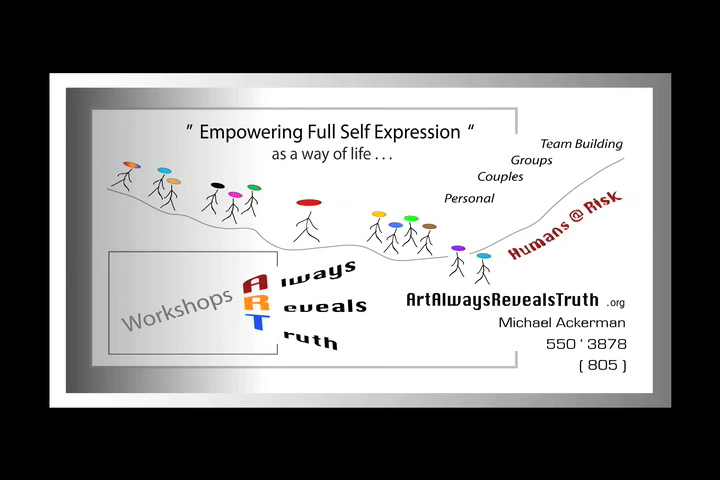 " Empowering Full Self Expression "
as a way of life . . .
Team Building
Groups
Couples
Personal
Humans @ Risk
Workshops
Always
Reveals
Truth
ArtAlwaysRevealsTruth .org
Michael Ackerman
550 ' 3878
( 805 )